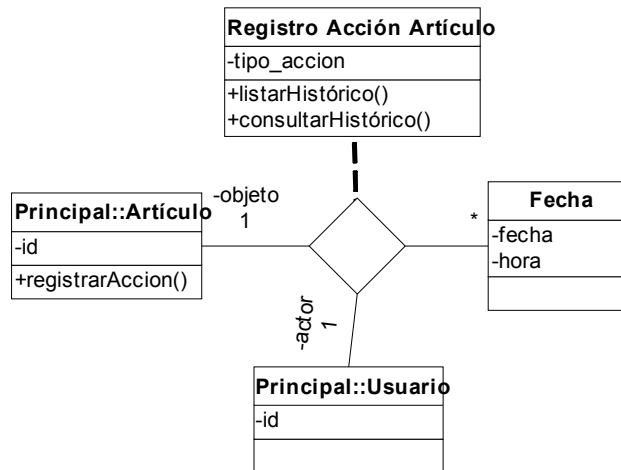 Registro Acción Artículo
-tipo_accion
+listarHistórico()
+consultarHistórico()
-objeto
1
Principal::Artículo
-id
+registrarAccion()
*
Fecha
-fecha
-hora
-actor
1
Principal::Usuario
-id